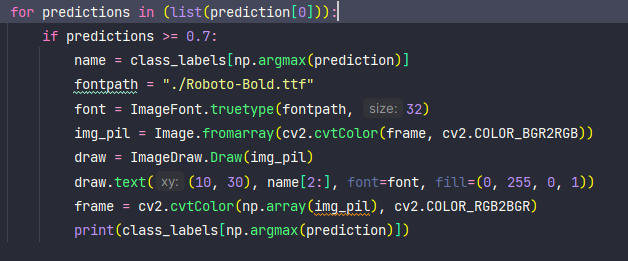 for predictions in (list(prediction[0])):
    if predictions >= 0.7:
        name = class_labels[np.argmax(prediction)]
        fontpath = "./Roboto-Bold.ttf"
        font = ImageFont.truetype(fontpath, size: 32)
        img_pil = Image.fromarray(cv2.cvtColor(frame, cv2.COLOR_BGR2RGB))
        draw = ImageDraw.Draw(img_pil)
        draw.text( xy: (10, 30), name[2:], font=font, fill=(0, 255, 0, 1))
        frame = cv2.cvtColor(np.array(img_pil), cv2.COLOR_RGB2BGR)
        print(class_labels[np.argmax(prediction)])